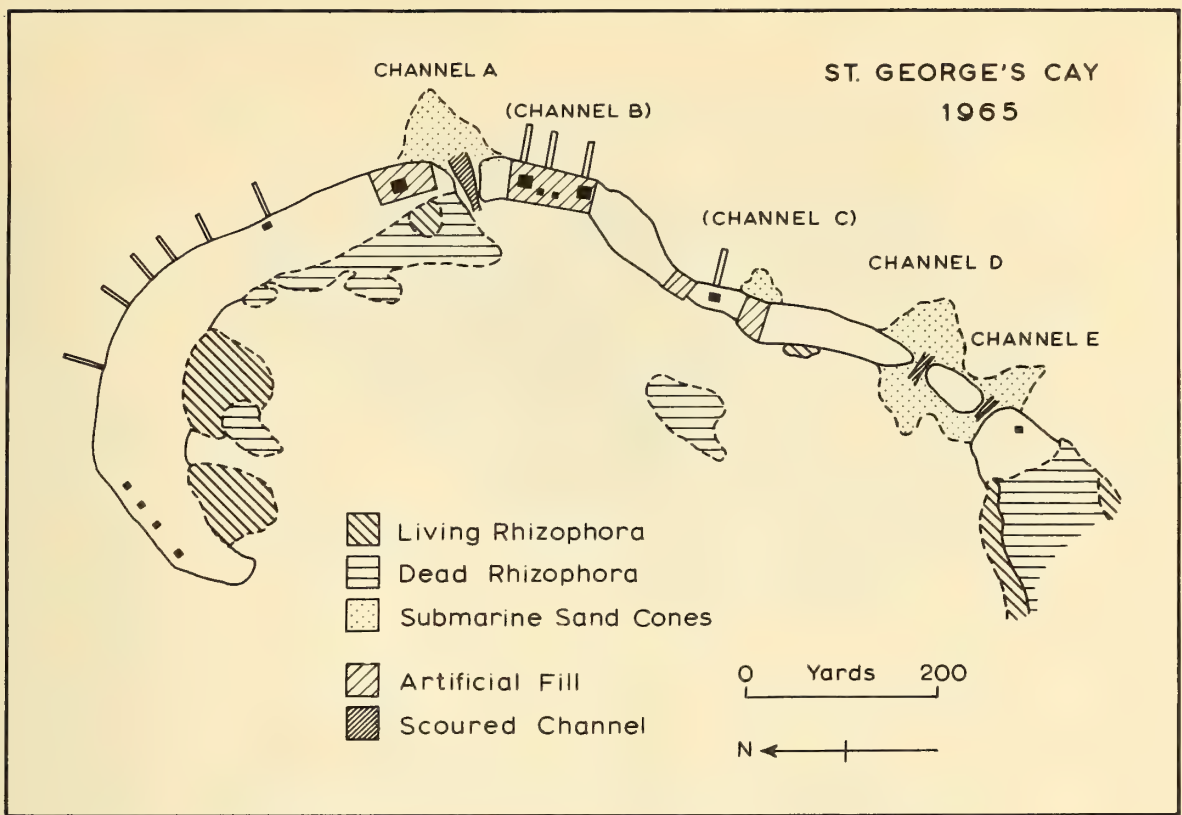 ST. GEORGE'S CAY
1965
CHANNEL A
(CHANNEL B)
(CHANNEL C)
CHANNEL D
CHANNEL E
Living Rhizophora
Dead Rhizophora
Submarine Sand Cones
Artificial Fill
Scoured Channel
0 Yards 200
N